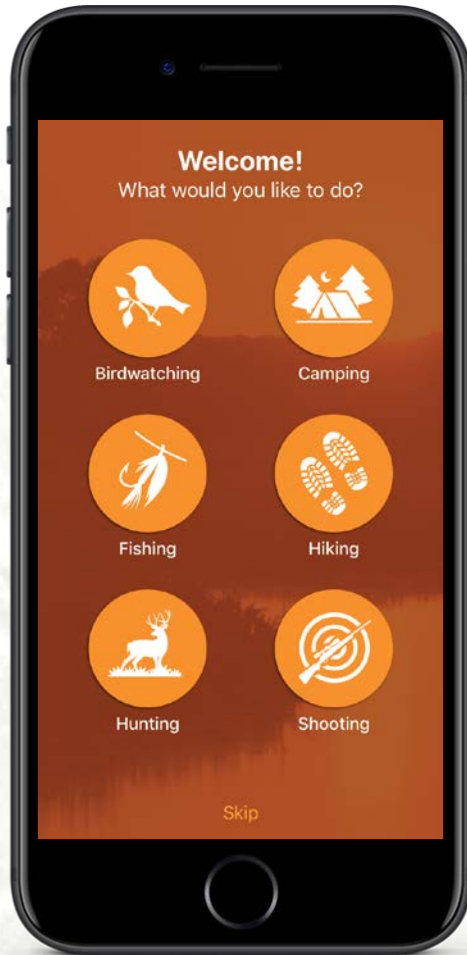 Welcome!
What would you like to do?
Birdwatching
Camping
Fishing
Hiking
Hunting
Shooting
Skip